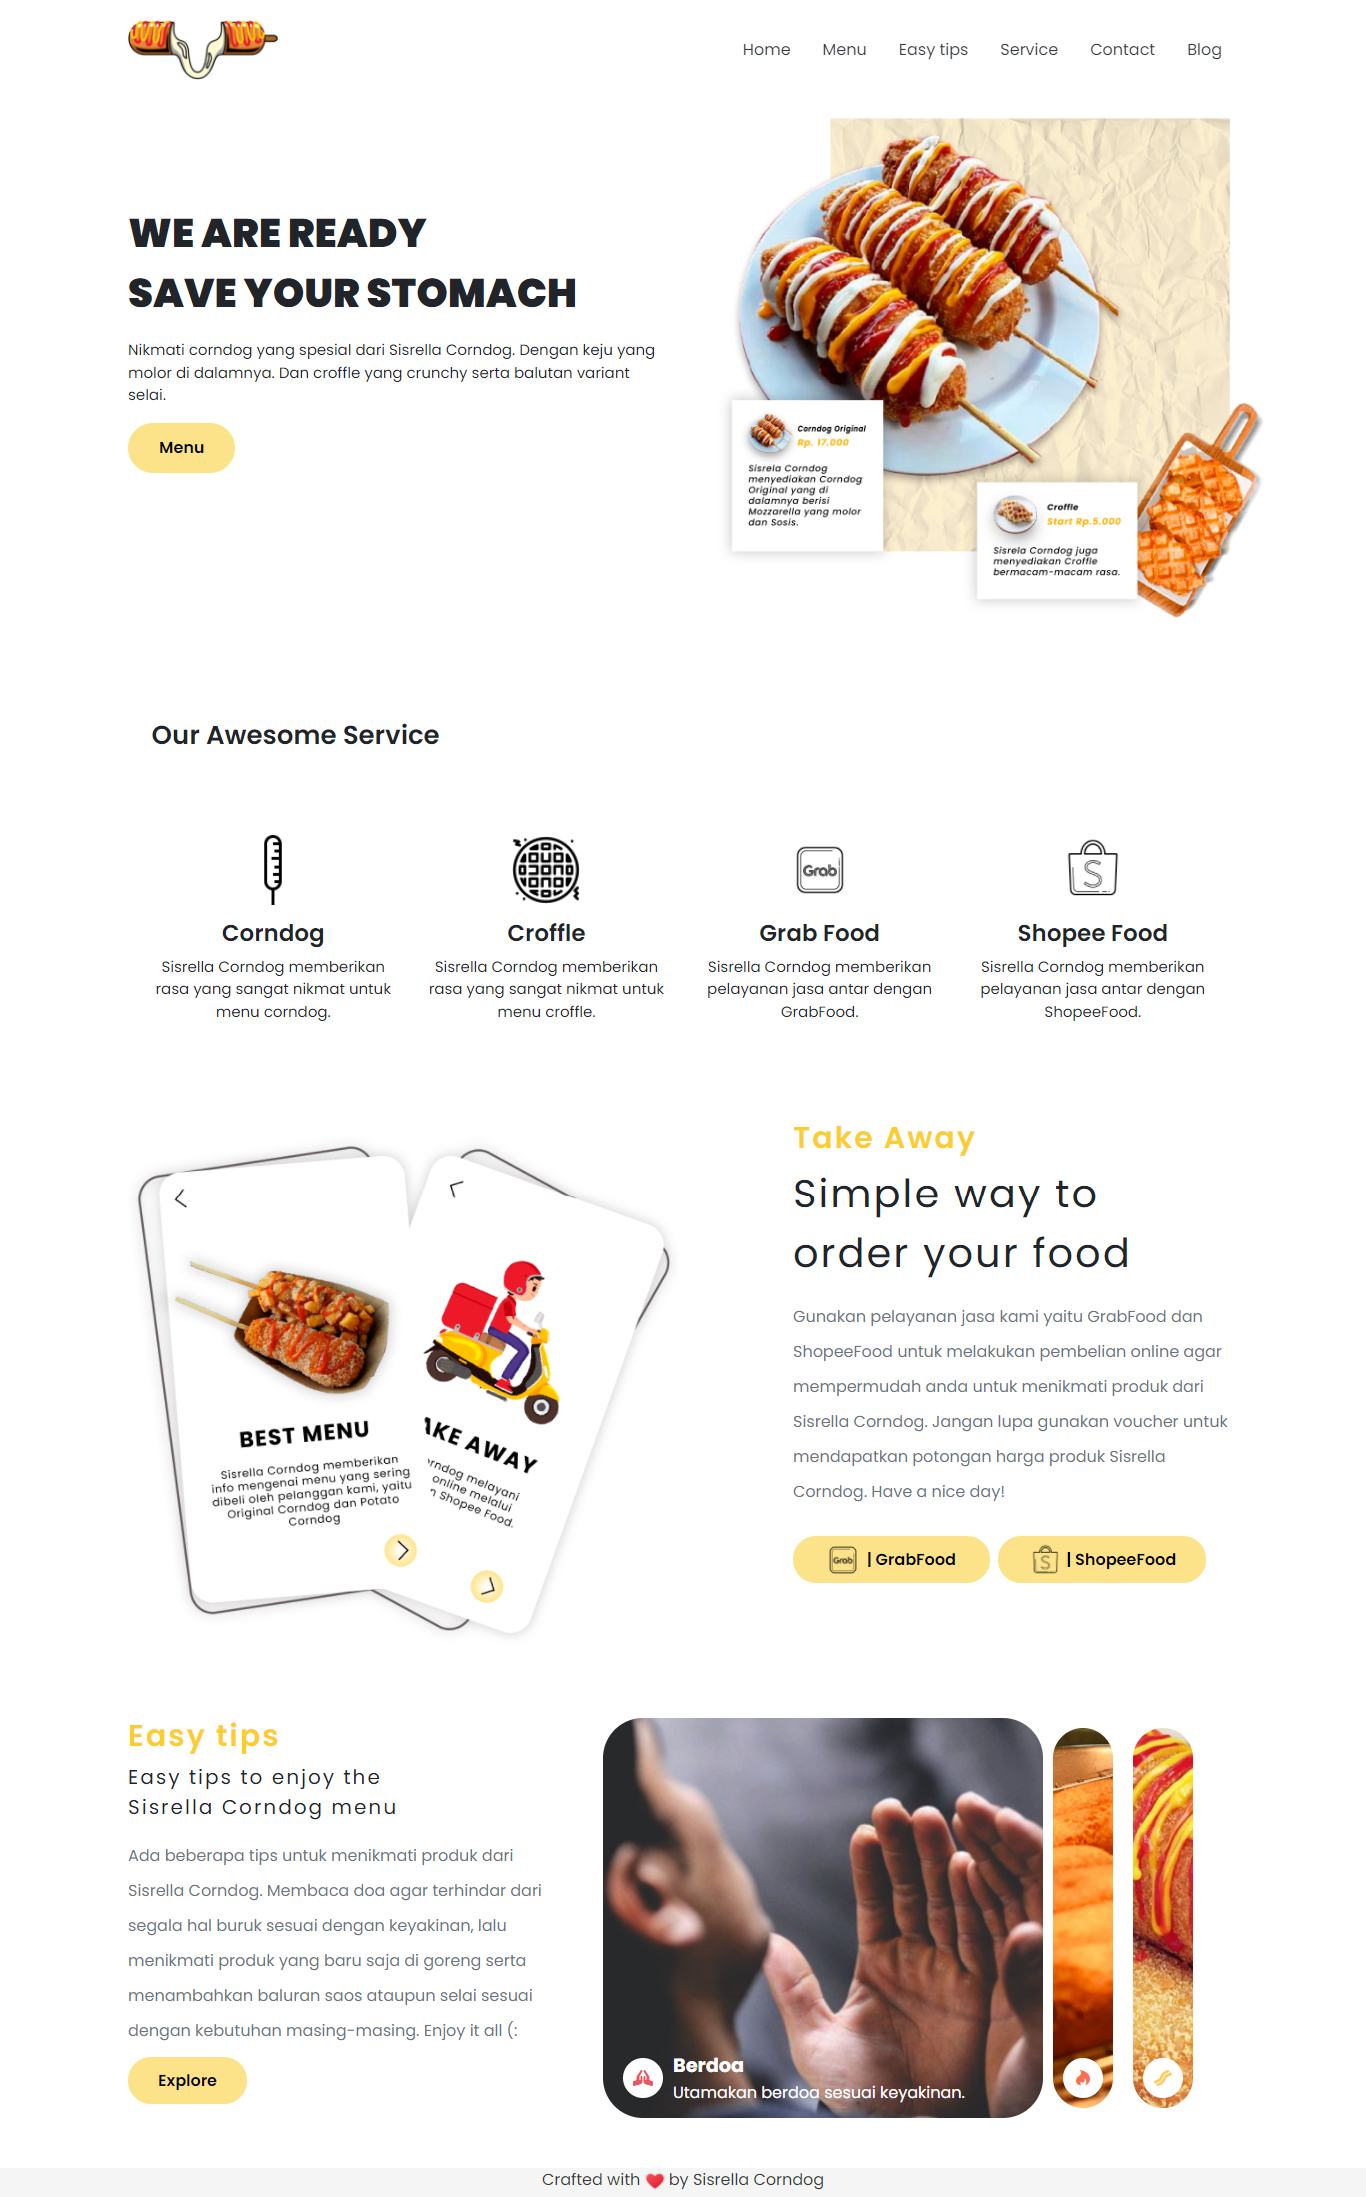 Home Menu Easy tips Service Contact Blog
WE ARE READY
SAVE YOUR STOMACH
Nikmati corndog yang spesial dari Sisrella Corndog. Dengan keju yang
molor di dalamnya. Dan croffle yang crunchy serta balutan variant
selai.
Menu
Corndog Original
Rp. 17.000
Sisrela Corndog
menyediakan Corndog
Original yang di
dalamnya berisi
Mozzarella yang molor
dan Sosis.
Croffle
Start Rp.5.000
Sisrela Corndog juga
menyediakan Croffle
bermacam-macam rasa.
Our Awesome Service
Grab
S
Corndog
Sisrella Corndog memberikan
rasa yang sangat nikmat untuk
menu corndog.
Croffle
Sisrella Corndog memberikan
rasa yang sangat nikmat untuk
menu croffle.
Grab Food
Sisrella Corndog memberikan
pelayanan jasa antar dengan
GrabFood.
Shopee Food
Sisrella Corndog memberikan
pelayanan jasa antar dengan
ShopeeFood.
BEST MENU
Sisrella Corndog memberikan
info mengenai menu yang sering
dibeli oleh pelanggan kami, yaitu
Original Corndog dan Potato
Corndog
AKE AWAY
orndog melayani
online melalui
n Shopee Food.
Take Away
Simple way to
order your food
Gunakan pelayanan jasa kami yaitu GrabFood dan
ShopeeFood untuk melakukan pembelian online agar
mempermudah anda untuk menikmati produk dari
Sisrella Corndog. Jangan lupa gunakan voucher untuk
mendapatkan potongan harga produk Sisrella
Corndog. Have a nice day!
Grab | GrabFood
S | ShopeeFood
Easy tips
Easy tips to enjoy the
Sisrella Corndog menu
Ada beberapa tips untuk menikmati produk dari
Sisrella Corndog. Membaca doa agar terhindar dari
segala hal buruk sesuai dengan keyakinan, lalu
menikmati produk yang baru saja di goreng serta
menambahkan baluran saos ataupun selai sesuai
dengan kebutuhan masing-masing. Enjoy it all (:
Explore
Berdoa
Utamakan berdoa sesuai keyakinan.
Crafted with ❤️ by Sisrella Corndog